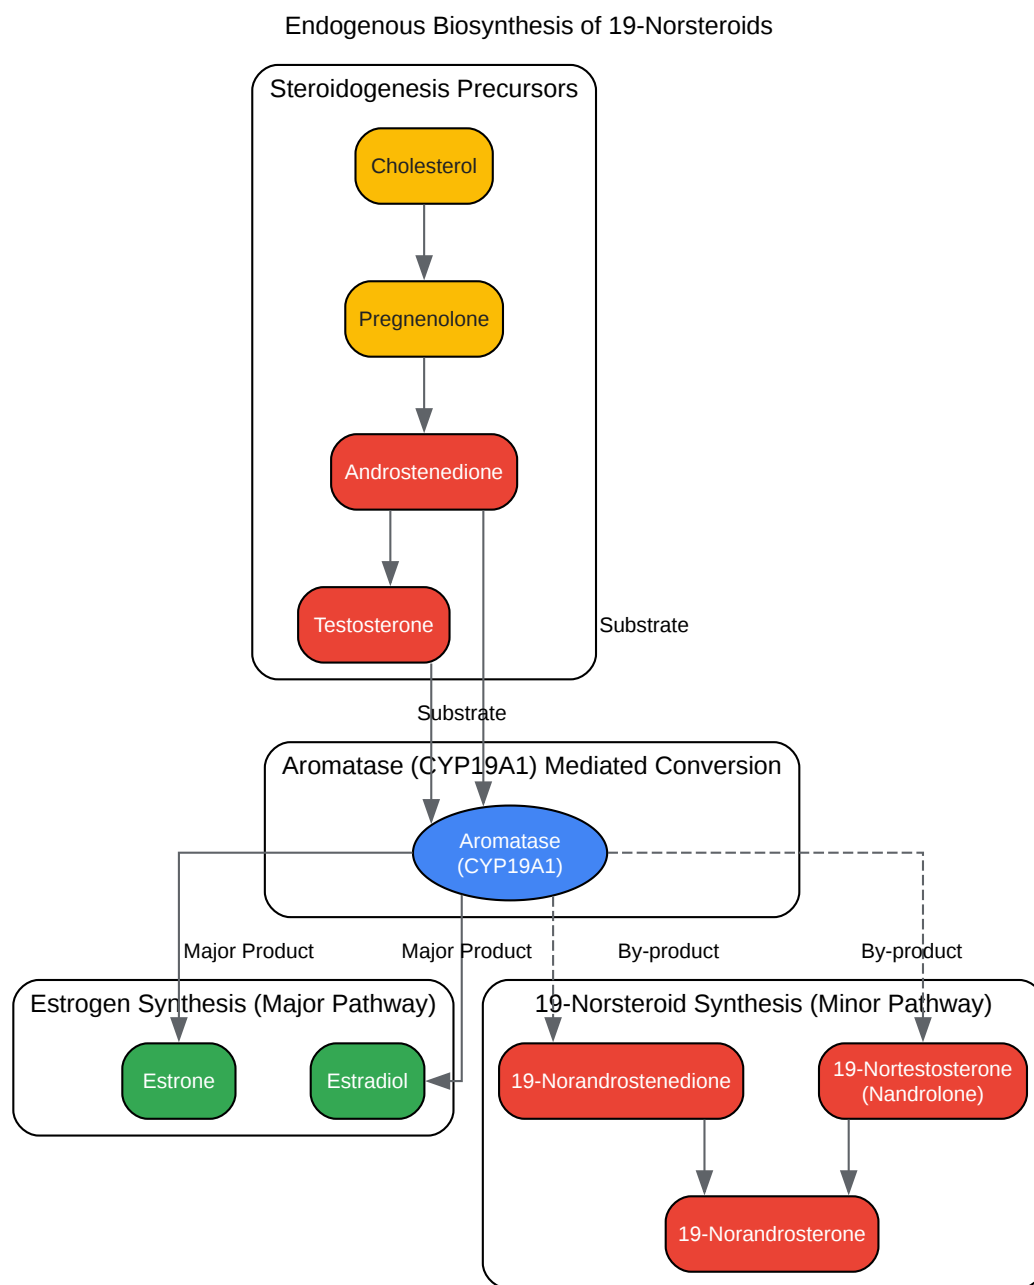 Endogenous Biosynthesis of 19-Norsteroids
Steroidogenesis Precursors
Cholesterol
Pregnenolone
Androstenedione
Testosterone
Substrate
Substrate
Aromatase (CYP19A1) Mediated Conversion
Aromatase
(CYP19A1)
Major Product
Major Product
By-product
By-product
Estrogen Synthesis (Major Pathway)
19-Norsteroid Synthesis (Minor Pathway)
Estrone
Estradiol
19-Norandrostenedione
19-Nortestosterone
(Nandrolone)
19-Norandrosterone